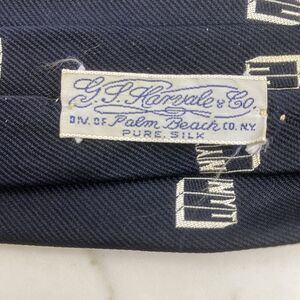 G.S. Harvale & Co.
DIV. OF Palm Beach CO. N.Y.
PURE SILK